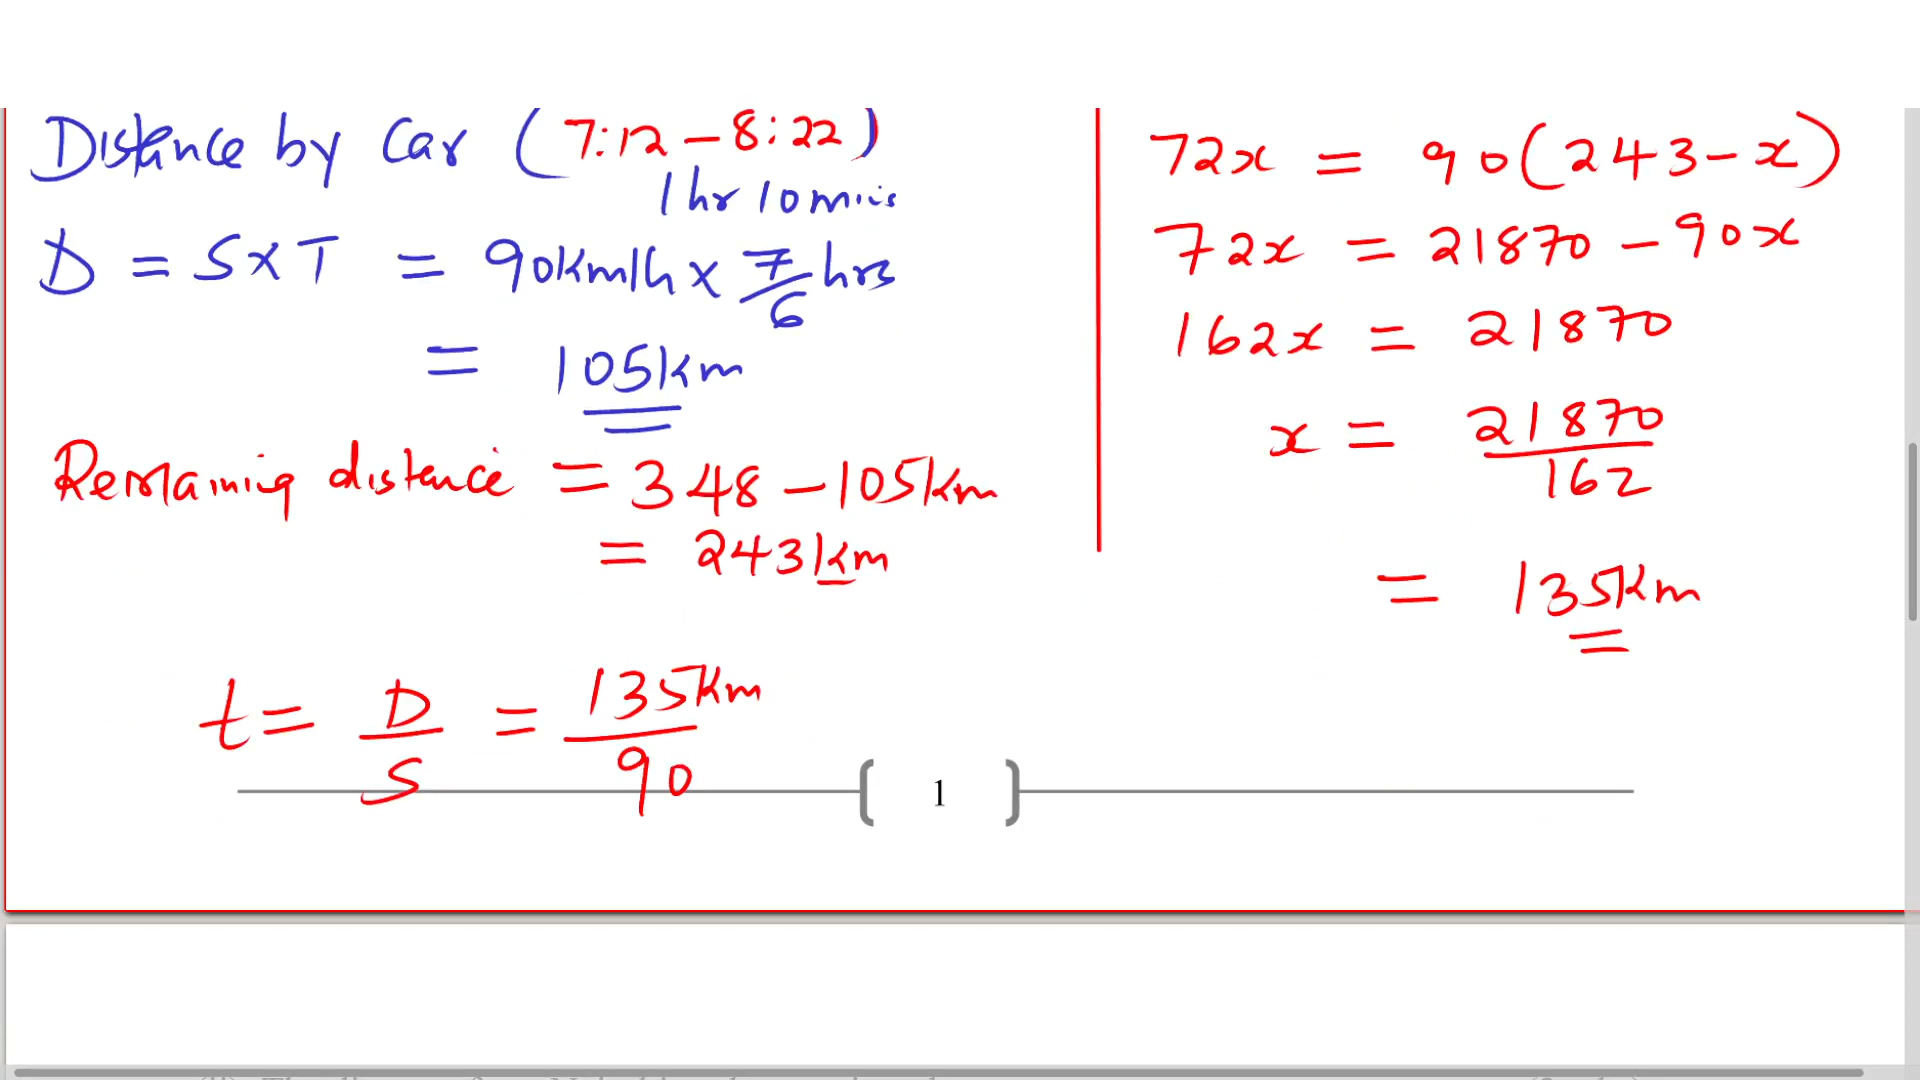 Distance by Car (7:12 – 8:22)
1hr 10mins
D = S x T = 90km/h x 7/6 hrs
= 105km
Remaining distance = 348 – 105km
= 243km
t = D/S = 135km/90
72x = 90(243 – x)
72x = 21870 – 90x
162x = 21870
x = 21870/162
= 135km
1